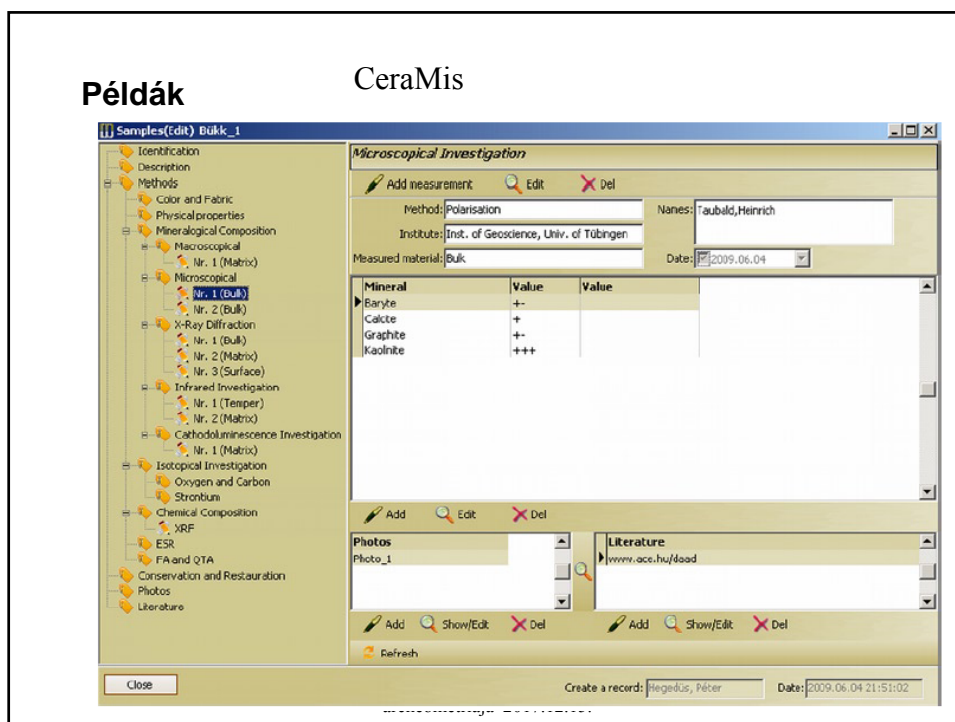 Példák
CeraMis
Samples(Edit) Bükk_1
Identification
Description
Methods
Color and Fabric
Physical properties
Mineralogical Composition
Macroscopical
Nr. 1 (Matrix)
Microscopical
Nr. 1 (Bulk)
Nr. 2 (Bulk)
X-Ray Diffraction
Nr. 1 (Bulk)
Nr. 2 (Matrix)
Nr. 3 (Surface)
Infrared Investigation
Nr. 1 (Temper)
Nr. 2 (Matrix)
Cathodoluminescence Investigation
Nr. 1 (Matrix)
Isotopical Investigation
Oxygen and Carbon
Strontium
Chemical Composition
XRF
ESR
FA and QTA
Conservation and Restauration
Photos
Literature
Microscopical Investigation
Add measurement Edit Del
Method: Polarisation Names: Taubald,Heinrich
Institute: Inst. of Geoscience, Univ. of Tübingen
Measured material: Bulk Date: 2009.06.04
Mineral Value Value
Baryte +-
Calcite +
Graphite +-
Kaolnite +++
Add Edit Del
Photos Literature
Photo_1 www.ace.hu/daad
Add Show/Edit Del Add Show/Edit Del
Refresh
Close Create a record: Hegedüs, Péter Date: 2009.06.04 21:51:02